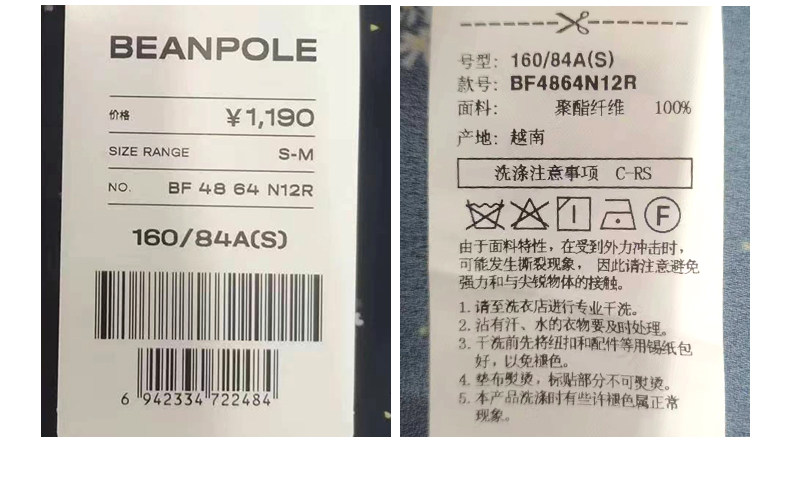 BEANPOLE
价格 ￥1,190
SIZE RANGE S-M
NO. BF 48 64 N12R
160/84A(S)
6 942334 722484
号型: 160/84A(S)
款号: BF4864N12R
面料: 聚酯纤维 100%
产地: 越南
洗涤注意事项 C-RS
F
由于面料特性，在受到外力冲击时，
可能发生撕裂现象， 因此请注意避免
强力和与尖锐物体的接触。
1. 请至洗衣店进行专业干洗。
2. 沾有汗、水的衣物要及时处理。
3. 干洗前先将纽扣和配件等用锡纸包
好，以免褪色。
4. 垫布熨烫，标贴部分不可熨烫。
5. 本产品洗涤时有些许褪色属正常
现象。